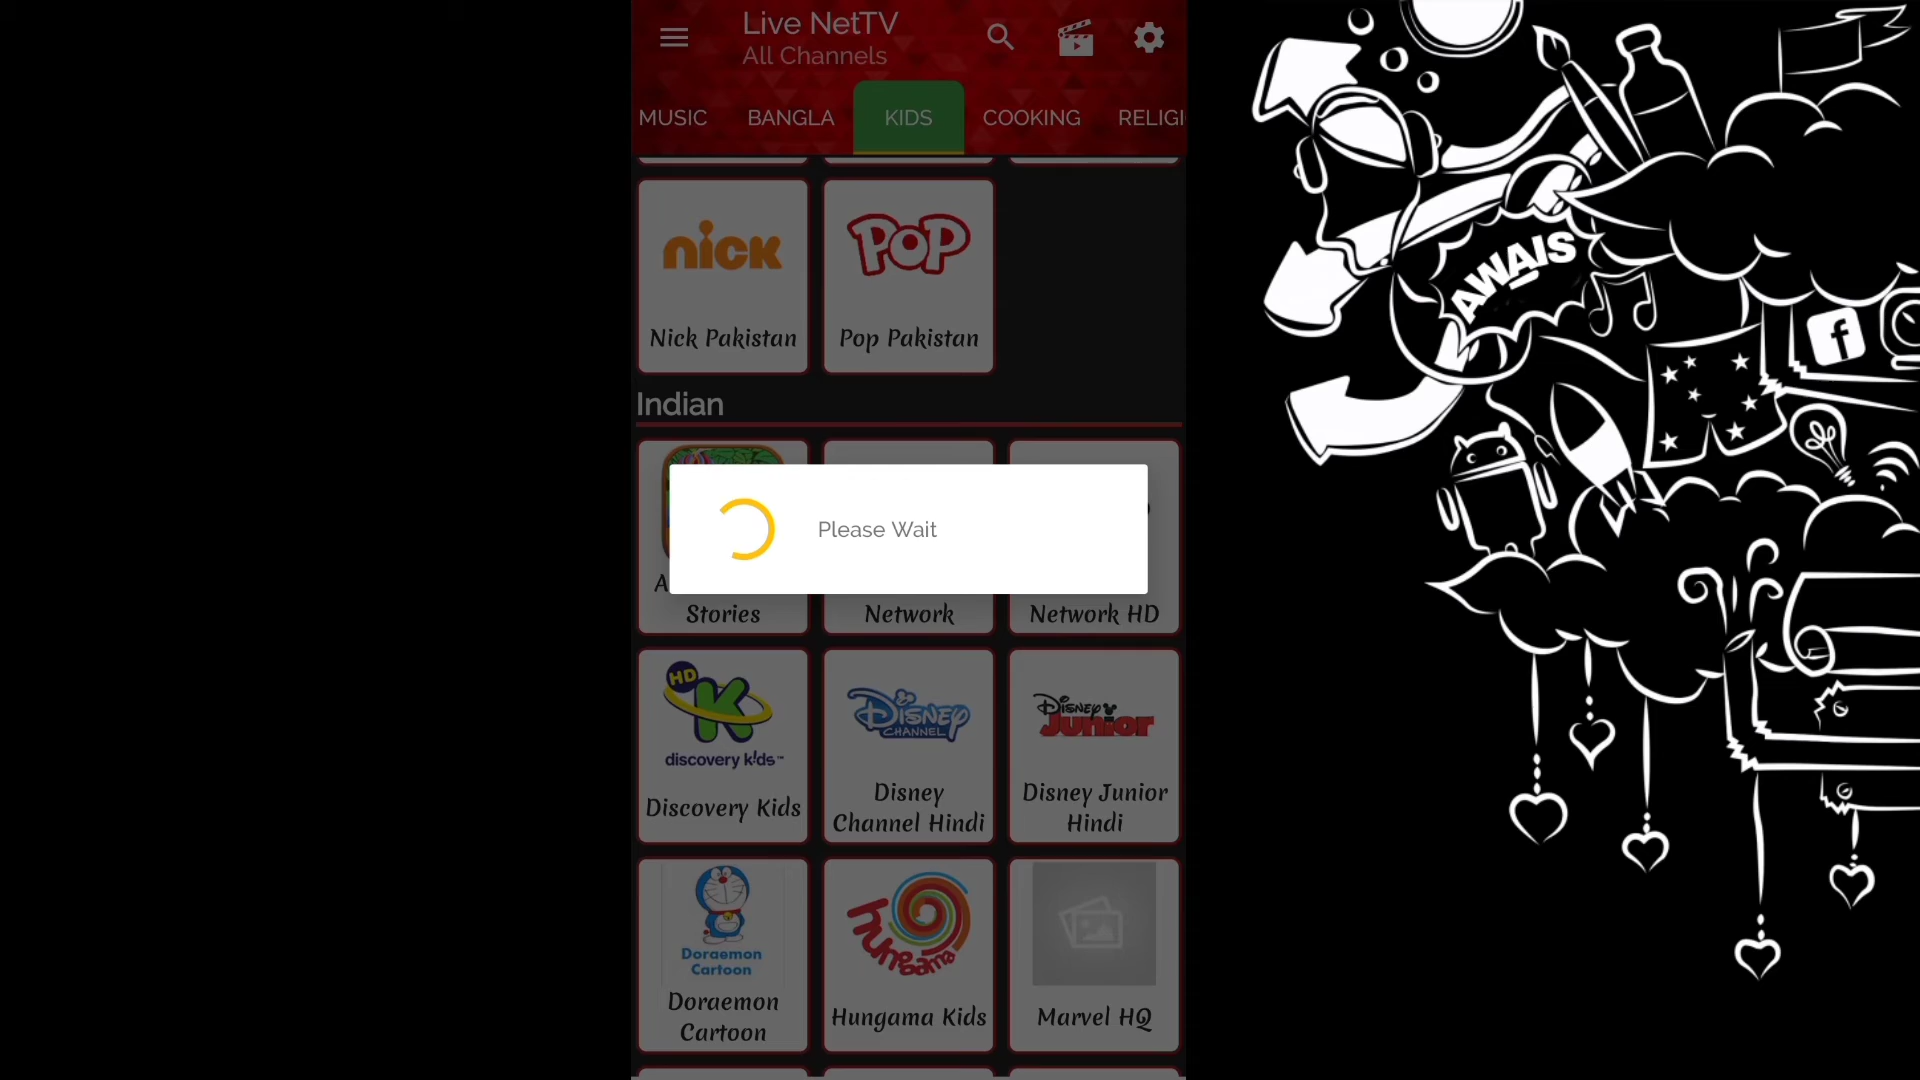 Live NetTV
All Channels
MUSIC BANGLA KIDS COOKING RELIGI
nick
POP
Nick Pakistan
Pop Pakistan
Indian
Please Wait
A
Stories
Network
Network HD
HD
K
discovery k!ds™
DISNEY
CHANNEL
DISNEY
JUNIOR
Discovery Kids
Disney
Channel Hindi
Disney Junior
Hindi
Doraemon
Cartoon
hungama
Doraemon
Cartoon
Hungama Kids
Marvel HQ
AWAIS
f